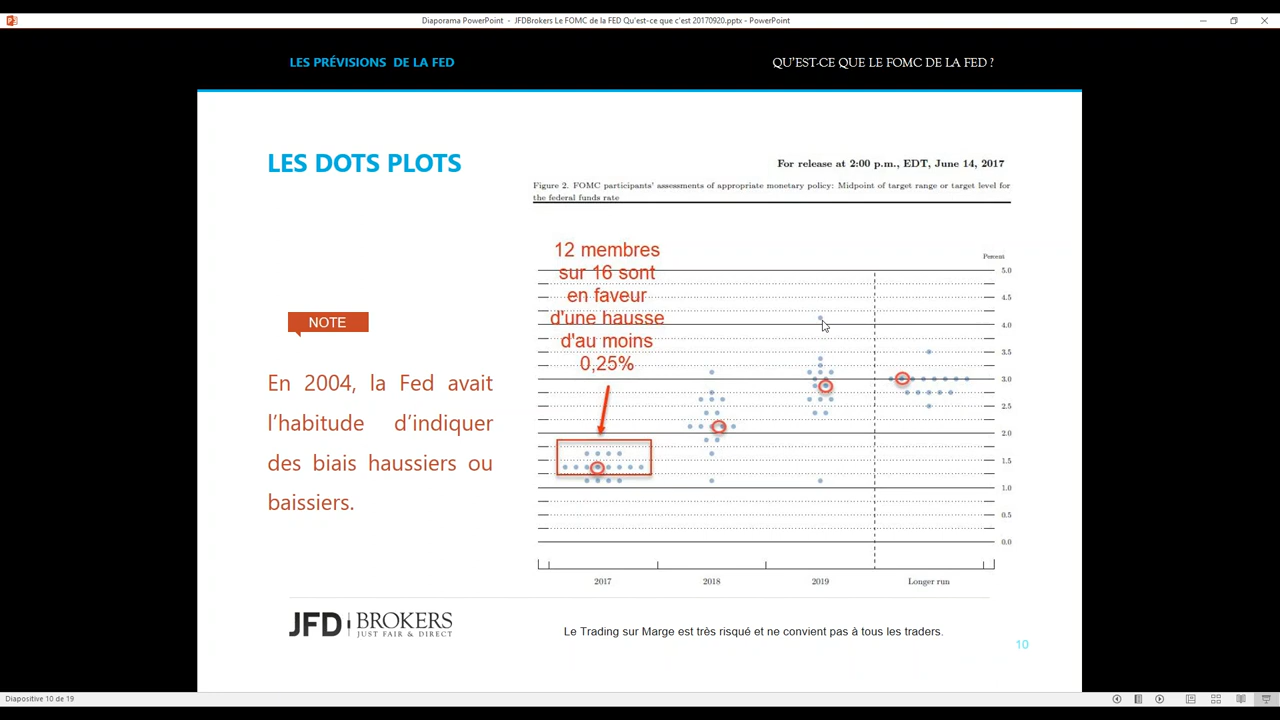 Diaporama PowerPoint - JFDBrokers Le FOMC de la FED Qu'est-ce que c'est 20170920.pptx - PowerPoint
LES PRÉVISIONS DE LA FED
QU'EST-CE QUE LE FOMC DE LA FED ?
LES DOTS PLOTS
For release at 2:00 p.m., EDT, June 14, 2017
Figure 2. FOMC participants' assessments of appropriate monetary policy: Midpoint of target range or target level for
the federal funds rate
12 membres
sur 16 sont
en faveur
d'une hausse
d'au moins
0,25%
Percent
5.0
4.5
4.0
3.5
3.0
2.5
2.0
1.5
1.0
0.5
0.0
2017
2018
2019
Longer run
NOTE
En 2004, la Fed avait
l'habitude d'indiquer
des biais haussiers ou
baissiers.
JFD BROKERS
JUST FAIR & DIRECT
Le Trading sur Marge est très risqué et ne convient pas à tous les traders.
10
Diapositive 10 de 19